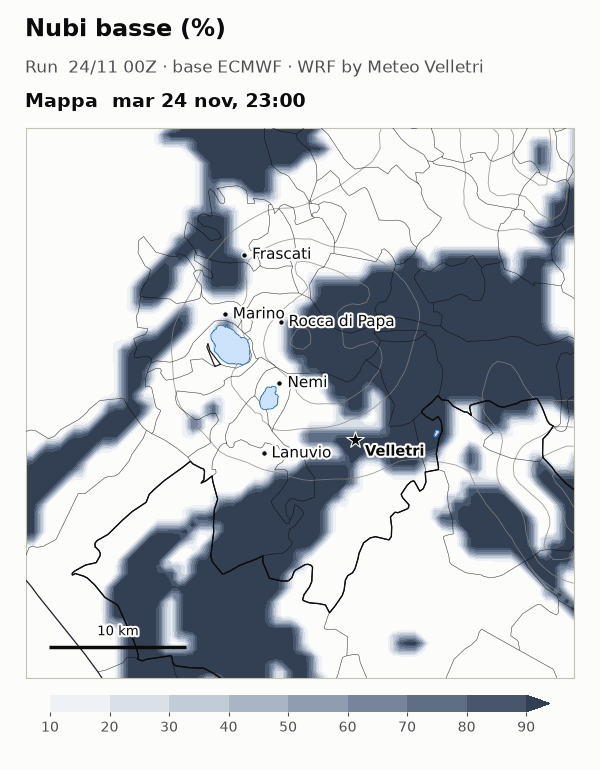 Nubi basse (%)
Run  24/11 00Z · base ECMWF · WRF by Meteo Velletri
Mappa  mar 24 nov, 23:00
Frascati
Marino
Rocca di Papa
Nemi
Velletri
Lanuvio
10 km
10 20 30 40 50 60 70 80 90